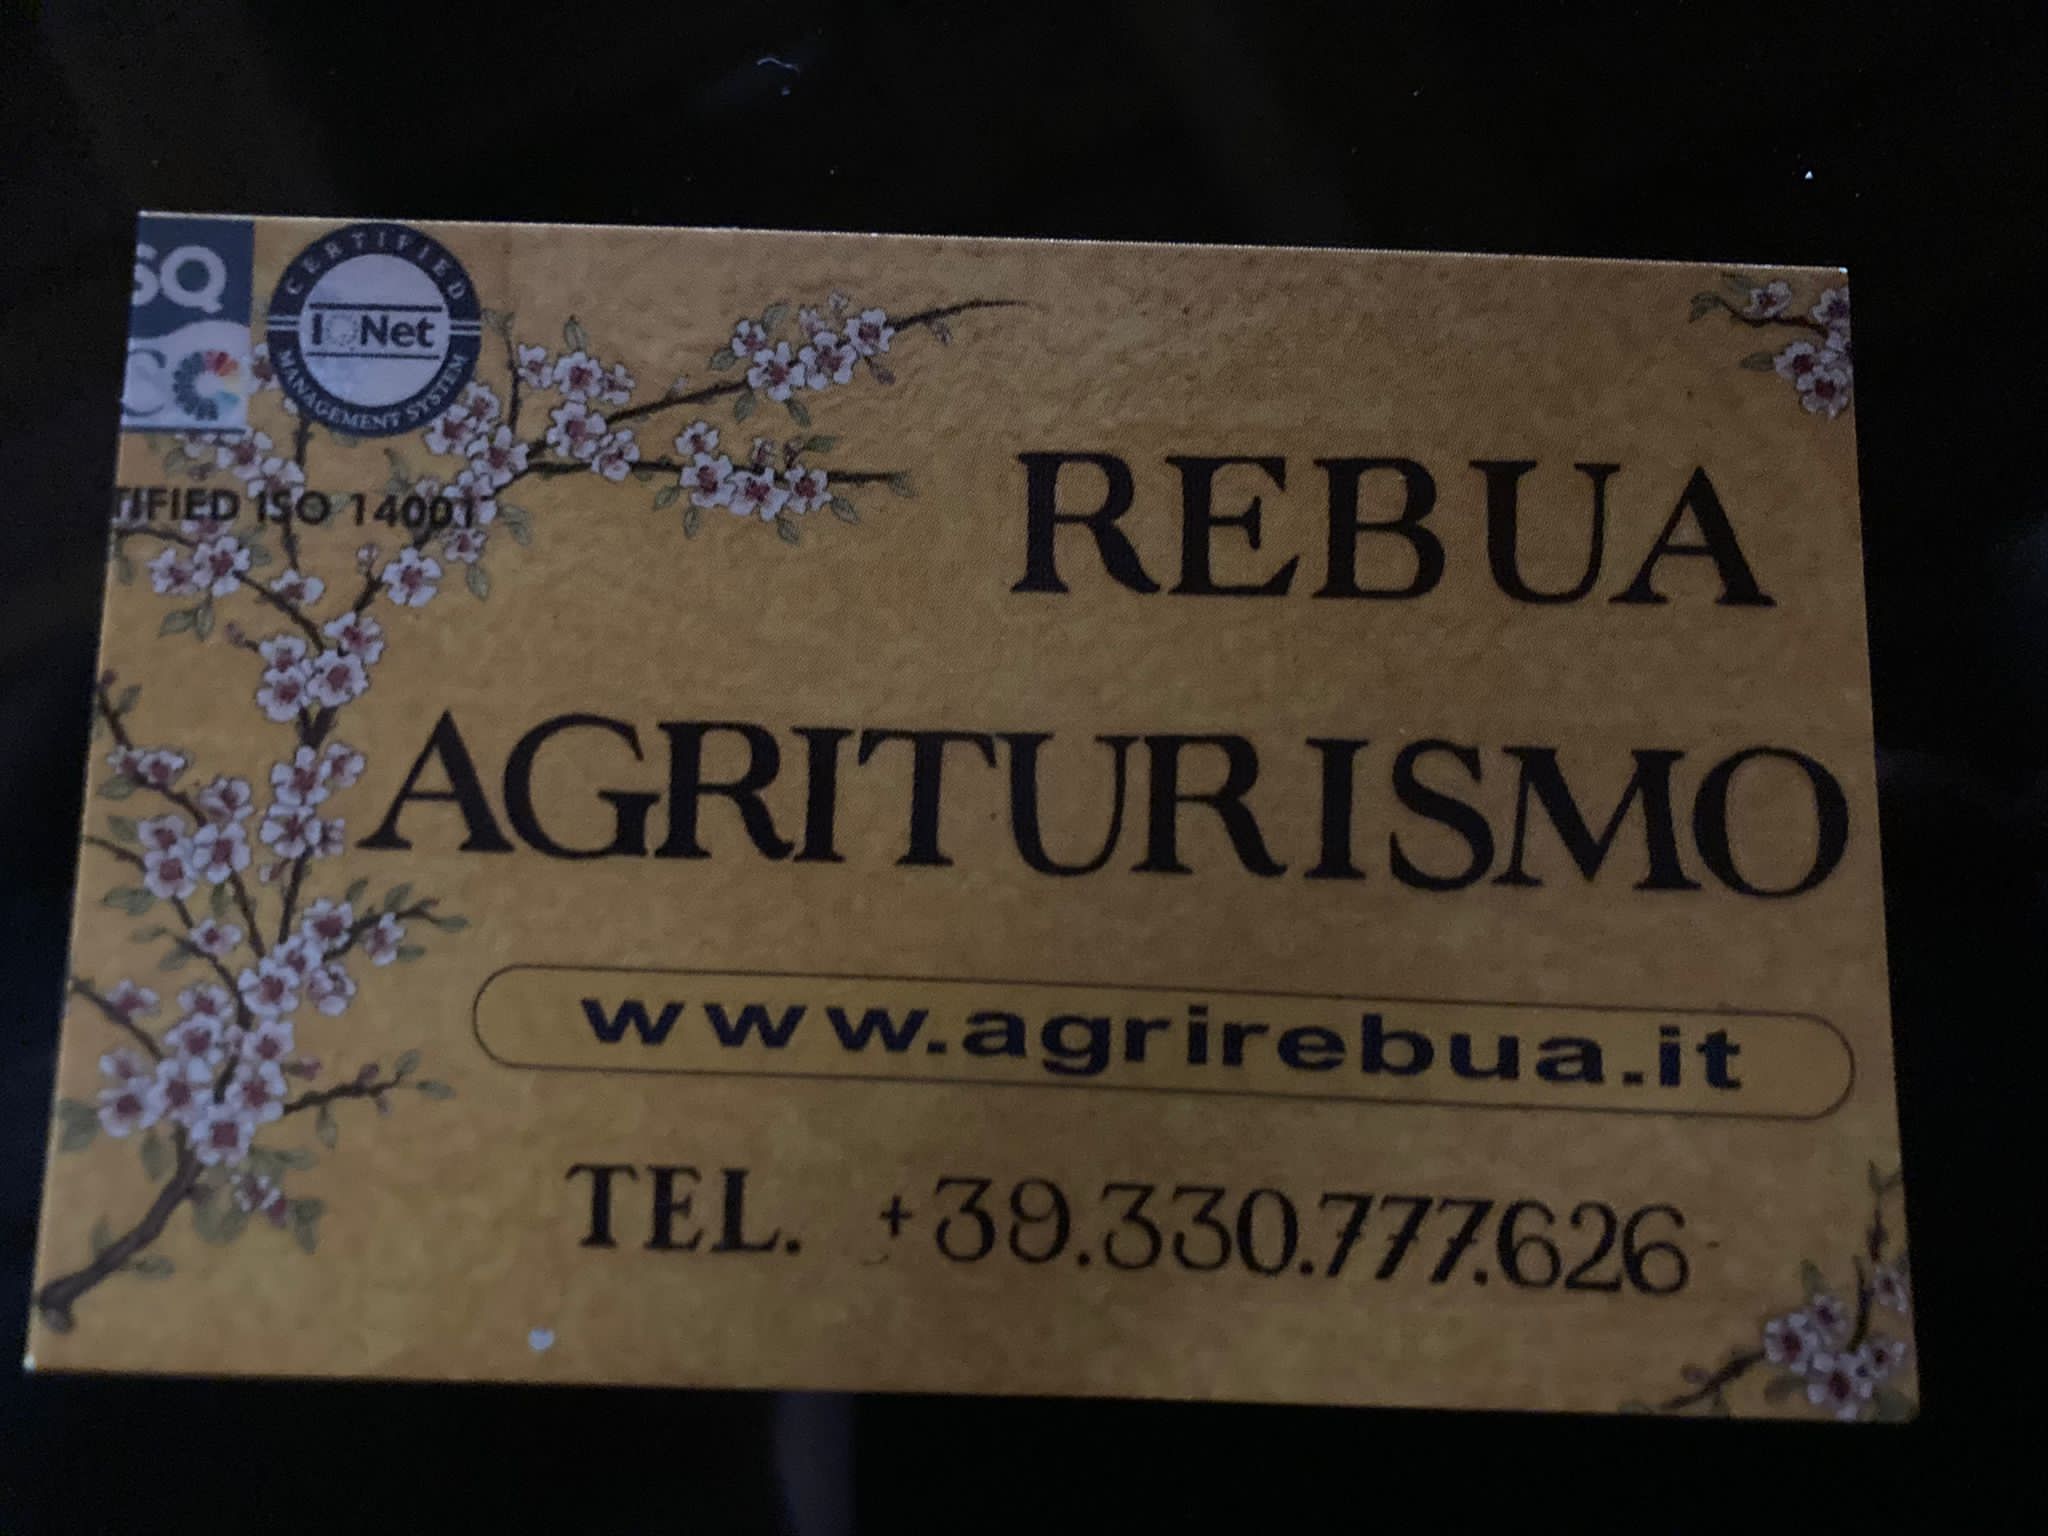 SQ
CERTIFIED
IQNet
MANAGEMENT SYSTEM
TIFIED ISO 14001
REBUA
AGRITURISMO
www.agrirebua.it
TEL. +39.330.777.626